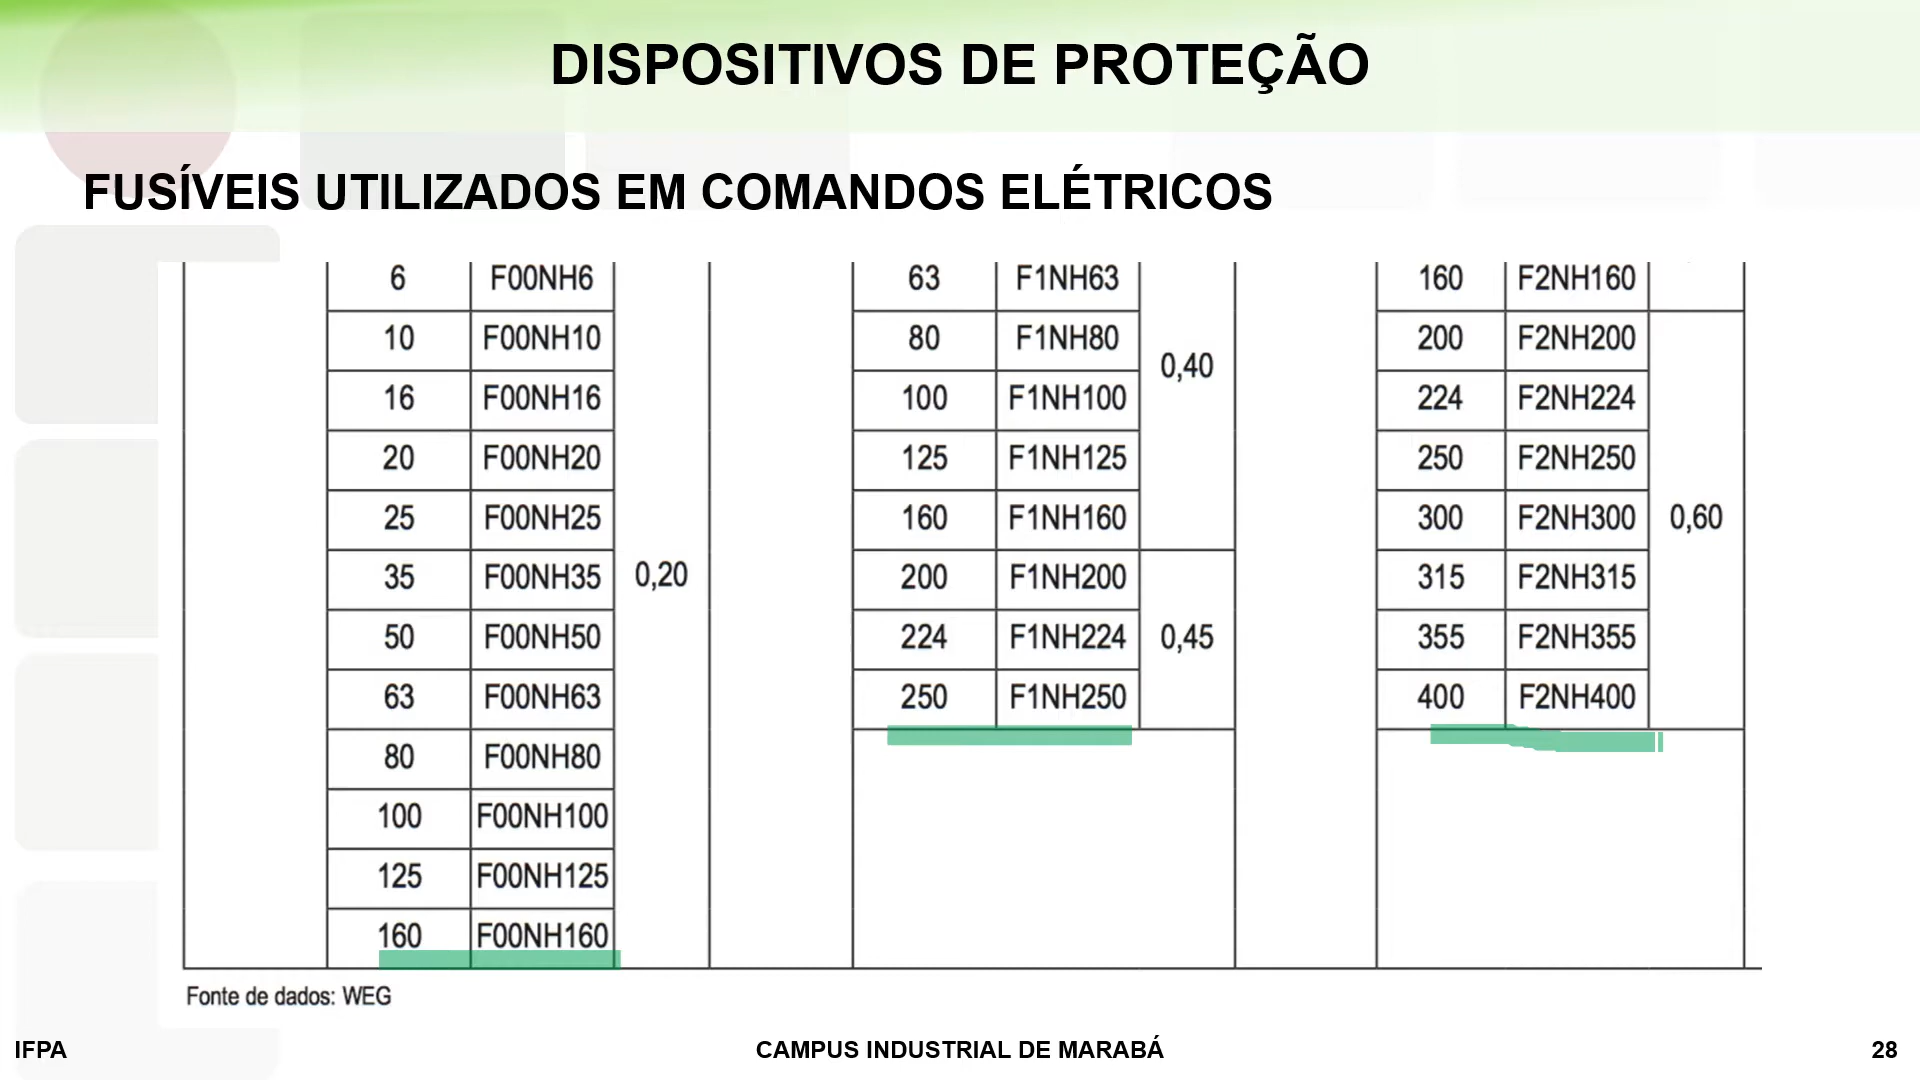 DISPOSITIVOS DE PROTEÇÃO
FUSÍVEIS UTILIZADOS EM COMANDOS ELÉTRICOS
6 F00NH6 63 F1NH63 160 F2NH160
10 F00NH10 80 F1NH80 200 F2NH200
0,40
16 F00NH16 100 F1NH100 224 F2NH224
20 F00NH20 125 F1NH125 250 F2NH250
25 F00NH25 160 F1NH160 300 F2NH300 0,60
35 F00NH35 0,20 200 F1NH200 315 F2NH315
50 F00NH50 224 F1NH224 0,45 355 F2NH355
63 F00NH63 250 F1NH250 400 F2NH400
80 F00NH80
100 F00NH100
125 F00NH125
160 F00NH160
Fonte de dados: WEG
IFPA CAMPUS INDUSTRIAL DE MARABÁ 28